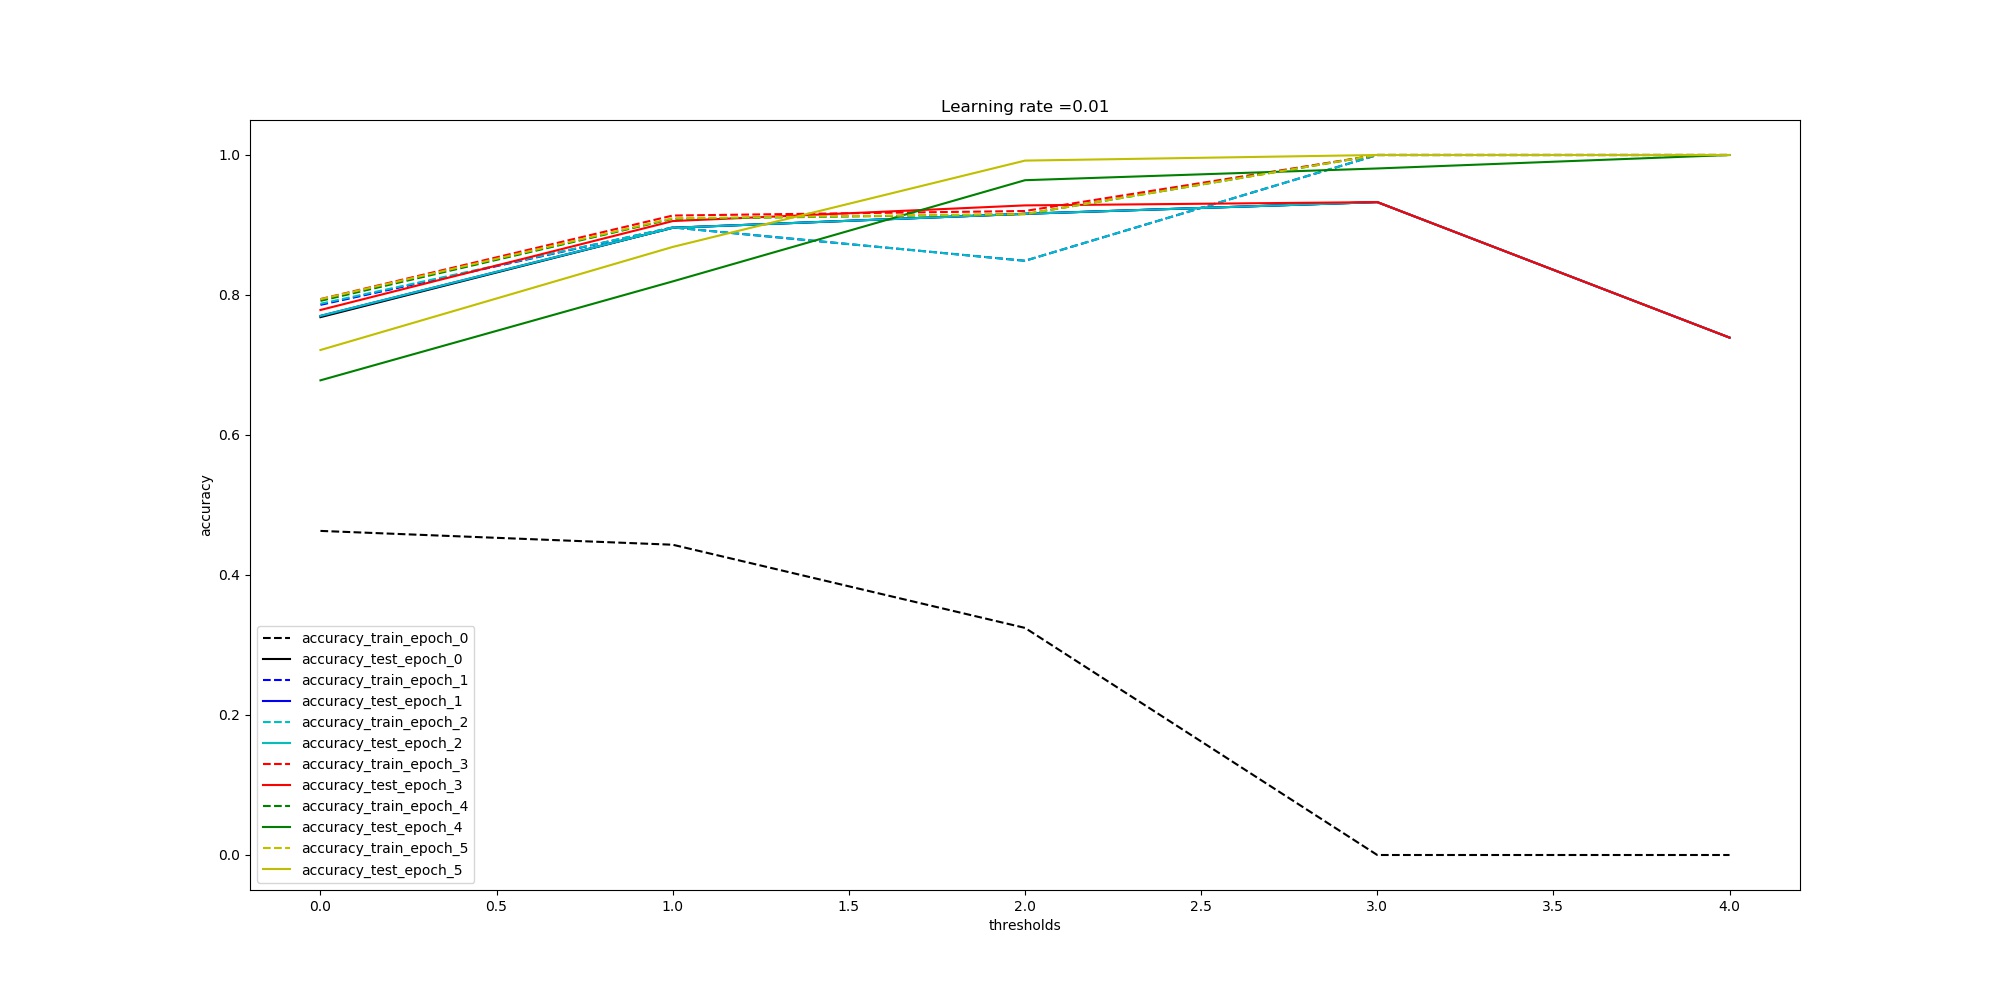 Learning rate =0.01
1.0
0.8
0.6
0.4
0.2
0.0
accuracy
accuracy_train_epoch_0
accuracy_test_epoch_0
accuracy_train_epoch_1
accuracy_test_epoch_1
accuracy_train_epoch_2
accuracy_test_epoch_2
accuracy_train_epoch_3
accuracy_test_epoch_3
accuracy_train_epoch_4
accuracy_test_epoch_4
accuracy_train_epoch_5
accuracy_test_epoch_5
0.0 0.5 1.0 1.5 2.0 2.5 3.0 3.5 4.0
thresholds